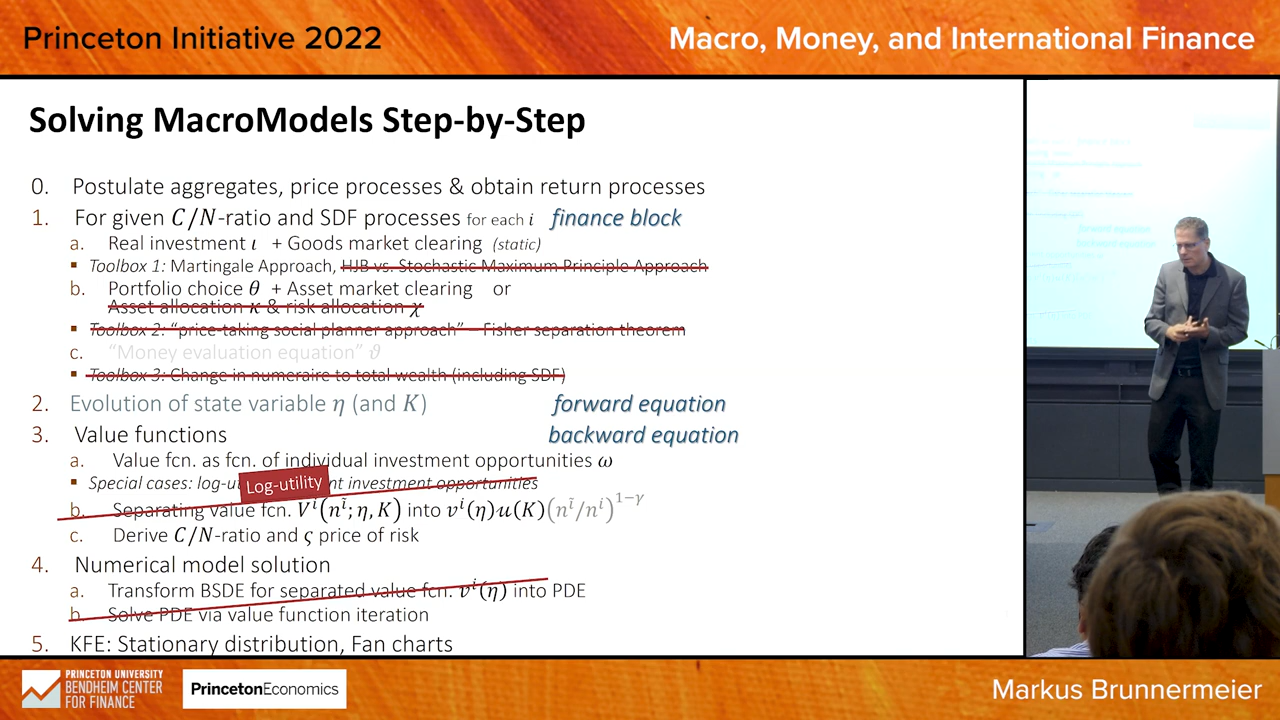 Princeton Initiative 2022
Macro, Money, and International Finance
Solving MacroModels Step-by-Step
0. Postulate aggregates, price processes & obtain return processes
1. For given C/N-ratio and SDF processes for each i finance block
a. Real investment ι + Goods market clearing (static)
▪ Toolbox 1: Martingale Approach, HJB vs. Stochastic Maximum Principle Approach
b. Portfolio choice θ + Asset market clearing or
Asset allocation κ & risk allocation χ
▪ Toolbox 2: "price-taking social planner approach" – Fisher separation theorem
c. "Money evaluation equation" ϑ
▪ Toolbox 3: Change in numeraire to total wealth (including SDF)
2. Evolution of state variable η (and K) forward equation
3. Value functions backward equation
a. Value fcn. as fcn. of individual investment opportunities ω
▪ Special cases: log-ut nt investment opportunities
Log-utility
b. Separating value fcn. Vⁱ(nĩ; η, K) into vⁱ(η)u(K)(nĩ/nⁱ)¹⁻ᵞ
c. Derive C/N-ratio and ς price of risk
4. Numerical model solution
a. Transform BSDE for separated value fcn. vⁱ(η) into PDE
b. Solve PDE via value function iteration
5. KFE: Stationary distribution, Fan charts
PRINCETON UNIVERSITY
BENDHEIM CENTER
FOR FINANCE
PrincetonEconomics
Markus Brunnermeier